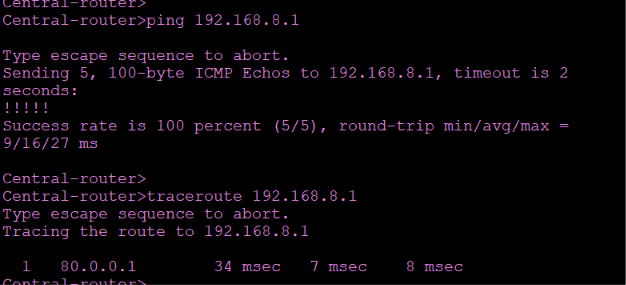 Central-router>
Central-router>ping 192.168.8.1
Type escape sequence to abort.
Sending 5, 100-byte ICMP Echos to 192.168.8.1, timeout is 2
seconds:
!!!!!
Success rate is 100 percent (5/5), round-trip min/avg/max =
9/16/27 ms
Central-router>
Central-router>traceroute 192.168.8.1
Type escape sequence to abort.
Tracing the route to 192.168.8.1
1 80.0.0.1 34 msec 7 msec 8 msec
Central-router>